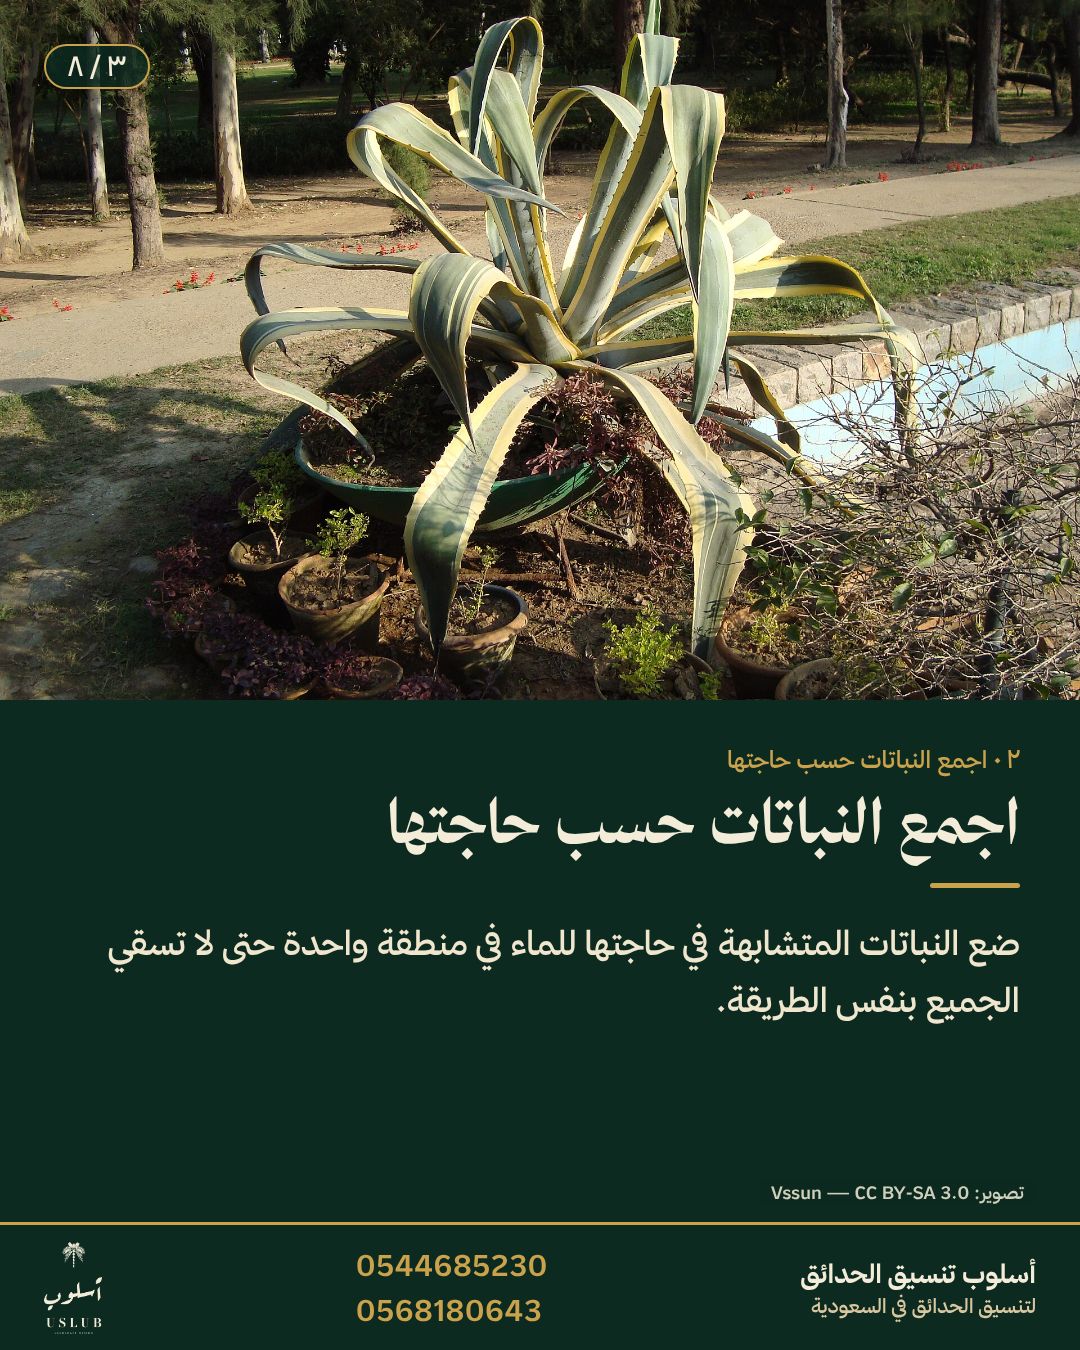 ٨/٣
٢ • اجمع النباتات حسب حاجتها
اجمع النباتات حسب حاجتها
ضع النباتات المتشابهة في حاجتها للماء في منطقة واحدة حتى لا تسقي
الجميع بنفس الطريقة.
تصوير: Vssun — CC BY-SA 3.0
أسلوب تنسيق الحدائق
لتنسيق الحدائق في السعودية
0544685230
0568180643
أسلوب
USLUB